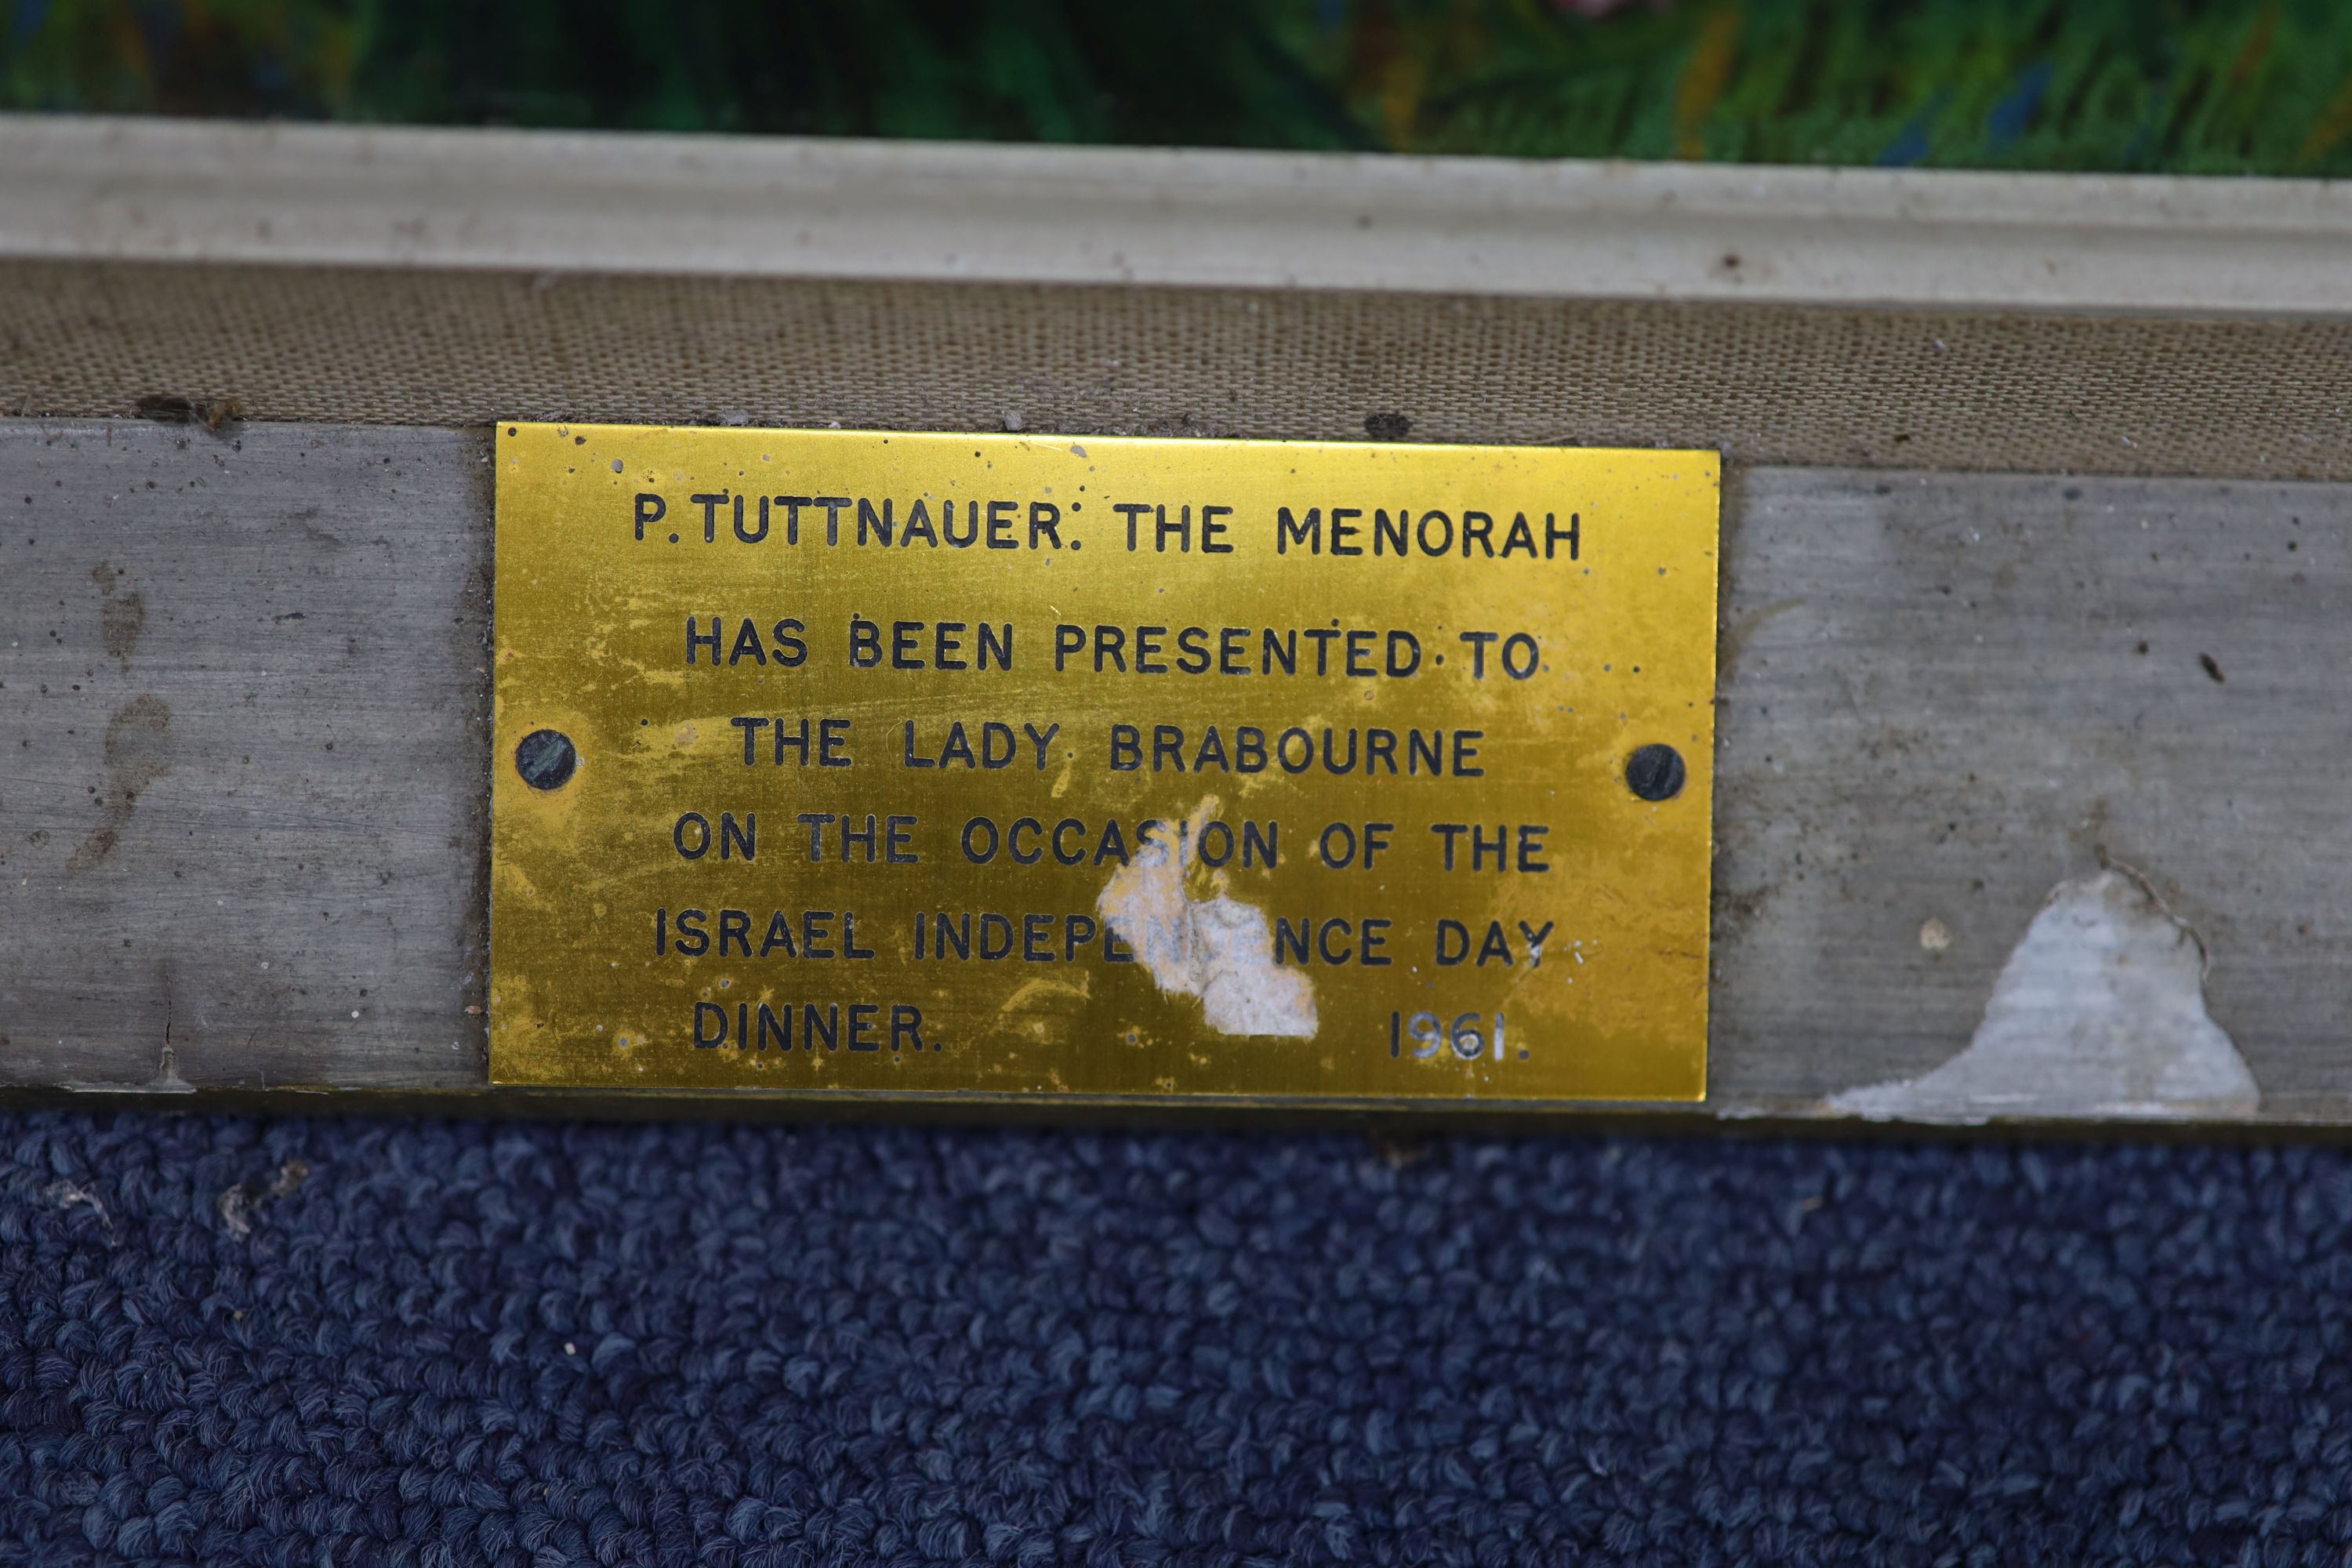 P. TUTTNAUER: THE MENORAH
HAS BEEN PRESENTED TO
THE LADY BRABOURNE
ON THE OCCASION OF THE
ISRAEL INDEPENDENCE DAY
DINNER. 1961.